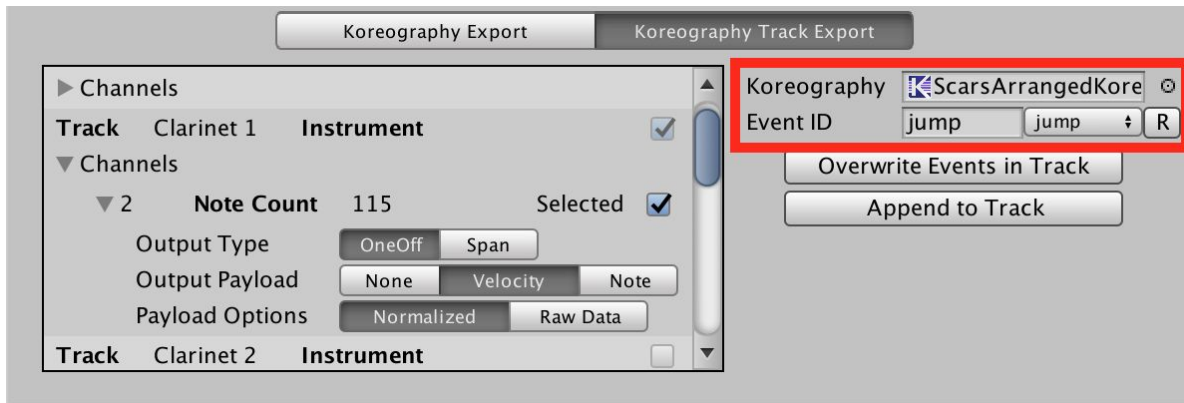 Koreography Export Koreography Track Export
Channels
Track Clarinet 1 Instrument
Channels
2 Note Count 115 Selected
Output Type OneOff Span
Output Payload None Velocity Note
Payload Options Normalized Raw Data
Track Clarinet 2 Instrument
Koreography ScarsArrangedKore
Event ID jump jump R
Overwrite Events in Track
Append to Track